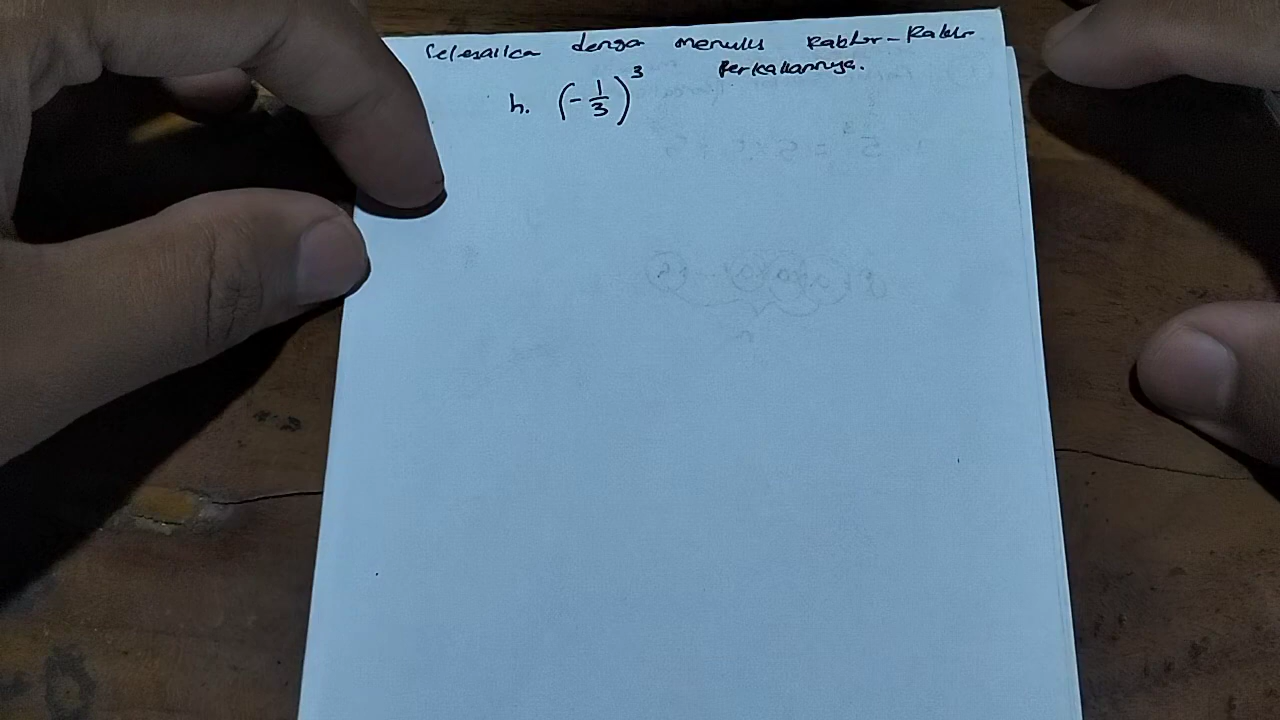 Selesaikan dengan menulis Faktor-Faktor
Perkaliannya.
h. (-1/3)^3